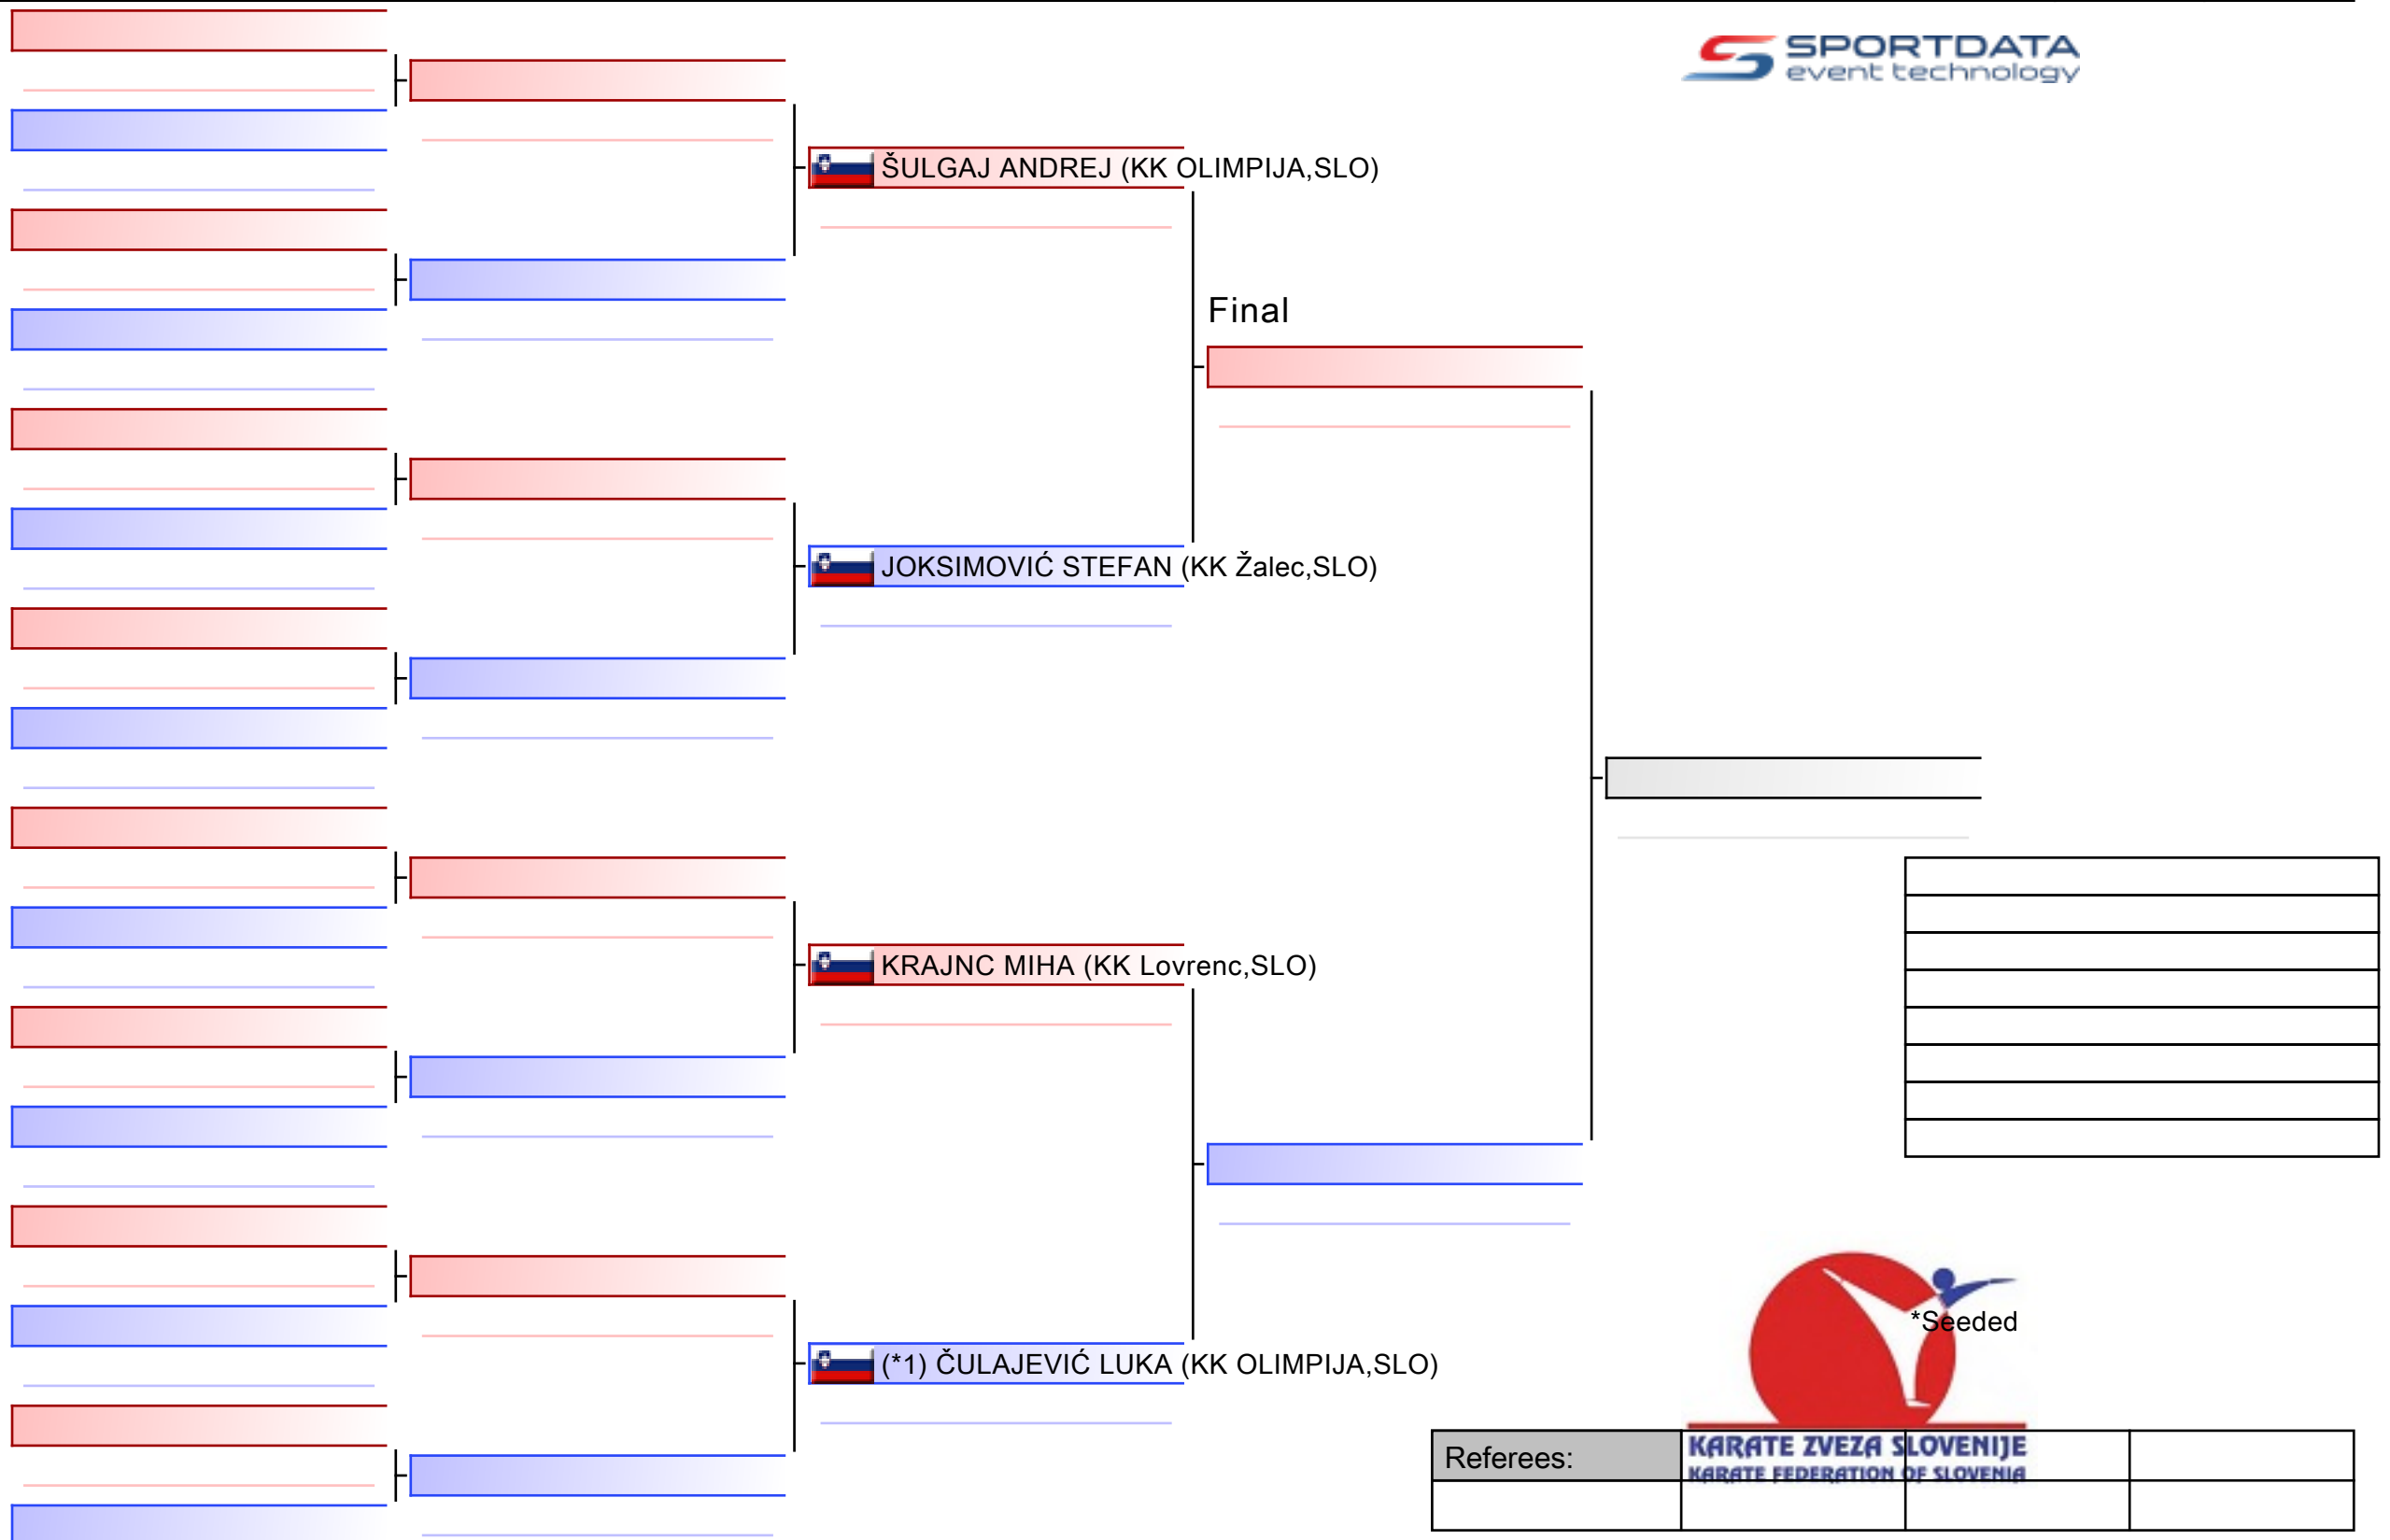 SPORTDATA
event technology
ŠULGAJ ANDREJ (KK OLIMPIJA,SLO)
Final
JOKSIMOVIĆ STEFAN (KK Žalec,SLO)
KRAJNC MIHA (KK Lovrenc,SLO)
*Seeded
(*1) ČULAJEVIĆ LUKA (KK OLIMPIJA,SLO)
Referees:
KARATE ZVEZA SLOVENIJE
KARATE FEDERATION OF SLOVENIA